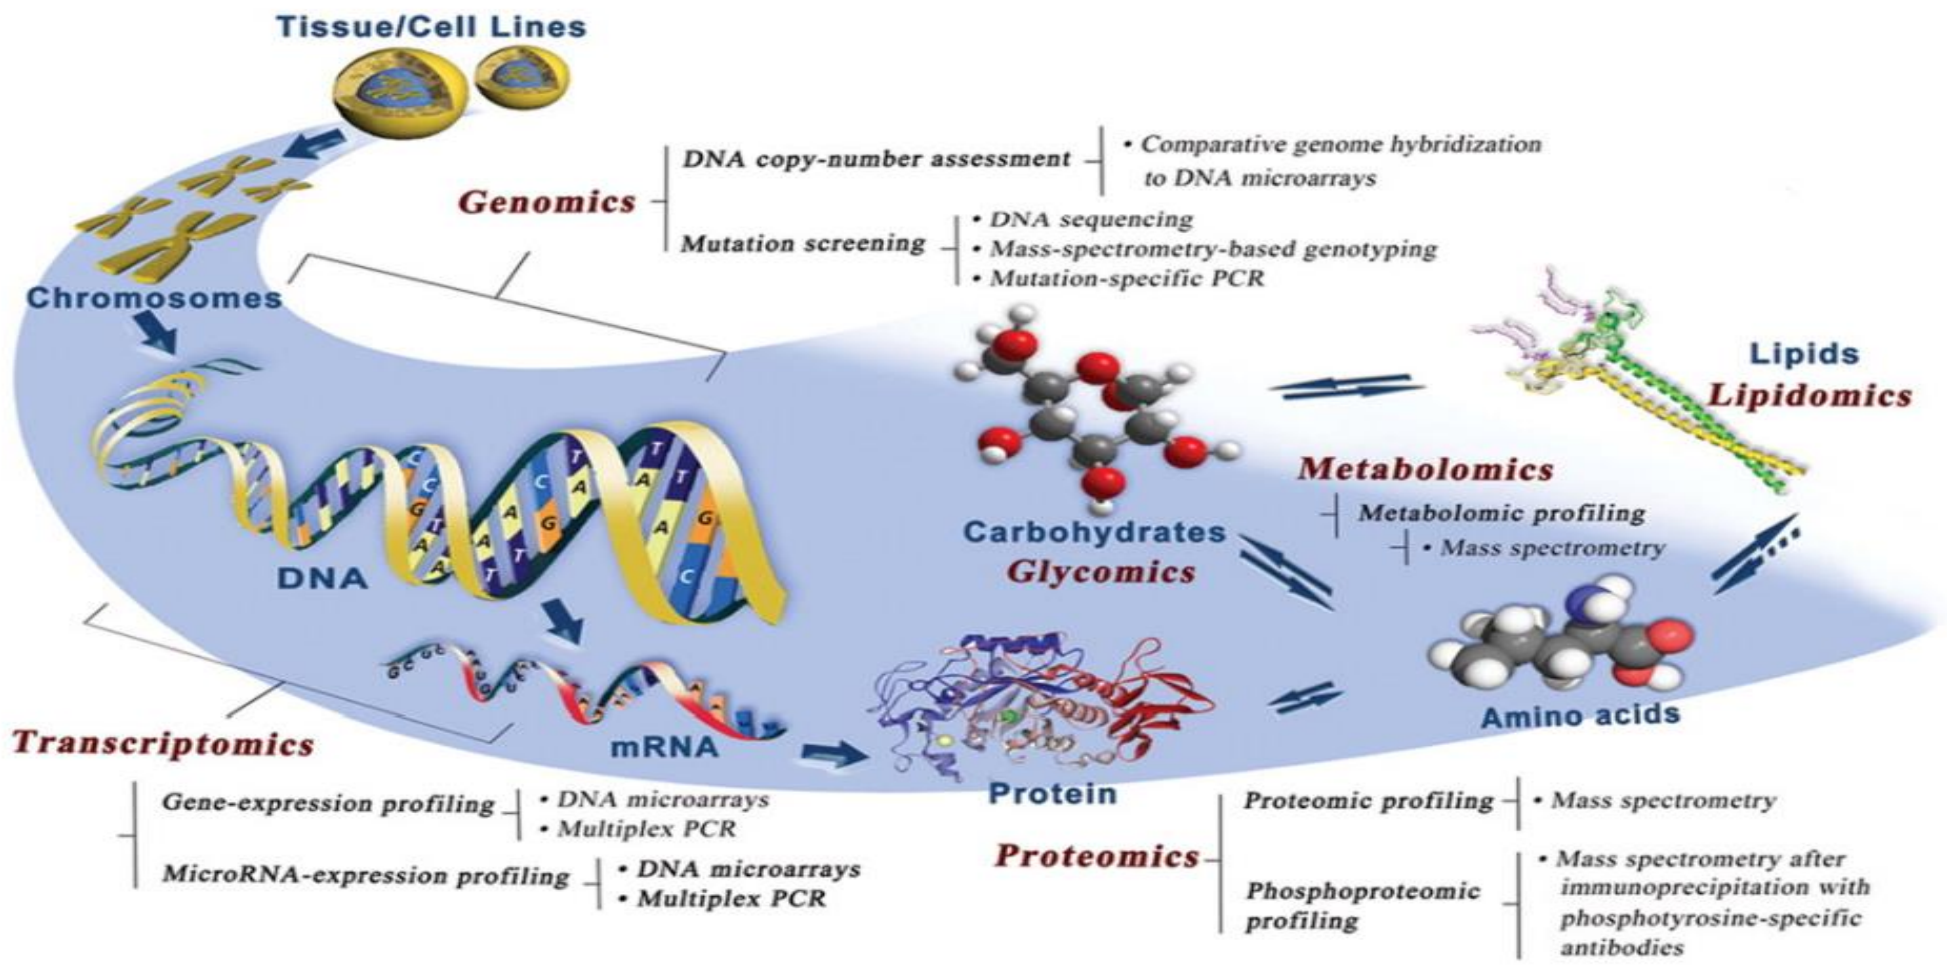 Tissue/Cell Lines
Genomics
DNA copy-number assessment
• Comparative genome hybridization
to DNA microarrays
Mutation screening
• DNA sequencing
• Mass-spectrometry-based genotyping
• Mutation-specific PCR
Chromosomes
Lipids
Lipidomics
Metabolomics
Metabolomic profiling
• Mass spectrometry
Carbohydrates
Glycomics
DNA
Amino acids
mRNA
Protein
Transcriptomics
Gene-expression profiling
• DNA microarrays
• Multiplex PCR
MicroRNA-expression profiling
• DNA microarrays
• Multiplex PCR
Proteomics
Proteomic profiling
• Mass spectrometry
Phosphoproteomic
profiling
• Mass spectrometry after
immunoprecipitation with
phosphotyrosine-specific
antibodies